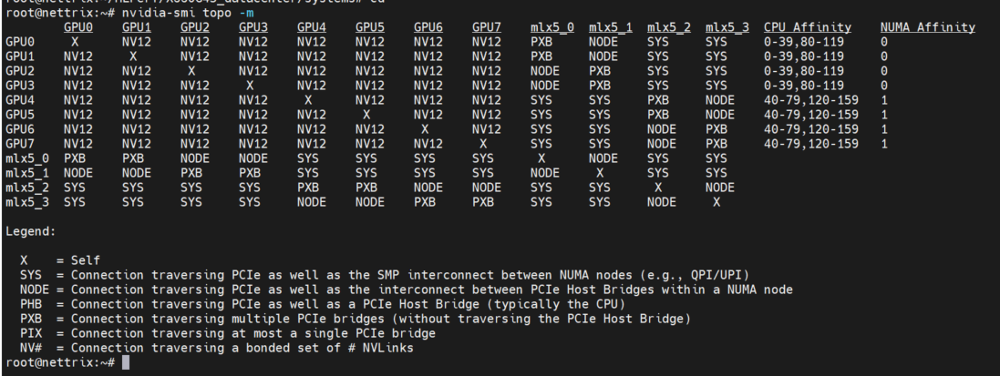 root@nettrix:~# nvidia-smi topo -m
GPU0 GPU1 GPU2 GPU3 GPU4 GPU5 GPU6 GPU7 mlx5_0 mlx5_1 mlx5_2 mlx5_3 CPU Affinity NUMA Affinity
GPU0 X NV12 NV12 NV12 NV12 NV12 NV12 NV12 PXB NODE SYS SYS 0-39,80-119 0
GPU1 NV12 X NV12 NV12 NV12 NV12 NV12 NV12 PXB NODE SYS SYS 0-39,80-119 0
GPU2 NV12 NV12 X NV12 NV12 NV12 NV12 NV12 NODE PXB SYS SYS 0-39,80-119 0
GPU3 NV12 NV12 NV12 X NV12 NV12 NV12 NV12 NODE PXB SYS SYS 0-39,80-119 0
GPU4 NV12 NV12 NV12 NV12 X NV12 NV12 NV12 SYS SYS PXB NODE 40-79,120-159 1
GPU5 NV12 NV12 NV12 NV12 NV12 X NV12 NV12 SYS SYS PXB NODE 40-79,120-159 1
GPU6 NV12 NV12 NV12 NV12 NV12 NV12 X NV12 SYS SYS NODE PXB 40-79,120-159 1
GPU7 NV12 NV12 NV12 NV12 NV12 NV12 NV12 X SYS SYS NODE PXB 40-79,120-159 1
mlx5_0 PXB PXB NODE NODE SYS SYS SYS SYS X NODE SYS SYS
mlx5_1 NODE NODE PXB PXB SYS SYS SYS SYS NODE X SYS SYS
mlx5_2 SYS SYS SYS SYS PXB PXB NODE NODE SYS SYS X NODE
mlx5_3 SYS SYS SYS SYS NODE NODE PXB PXB SYS SYS NODE X
Legend:
X = Self
SYS = Connection traversing PCIe as well as the SMP interconnect between NUMA nodes (e.g., QPI/UPI)
NODE = Connection traversing PCIe as well as the interconnect between PCIe Host Bridges within a NUMA node
PHB = Connection traversing PCIe as well as a PCIe Host Bridge (typically the CPU)
PXB = Connection traversing multiple PCIe bridges (without traversing the PCIe Host Bridge)
PIX = Connection traversing at most a single PCIe bridge
NV# = Connection traversing a bonded set of # NVLinks
root@nettrix:~#